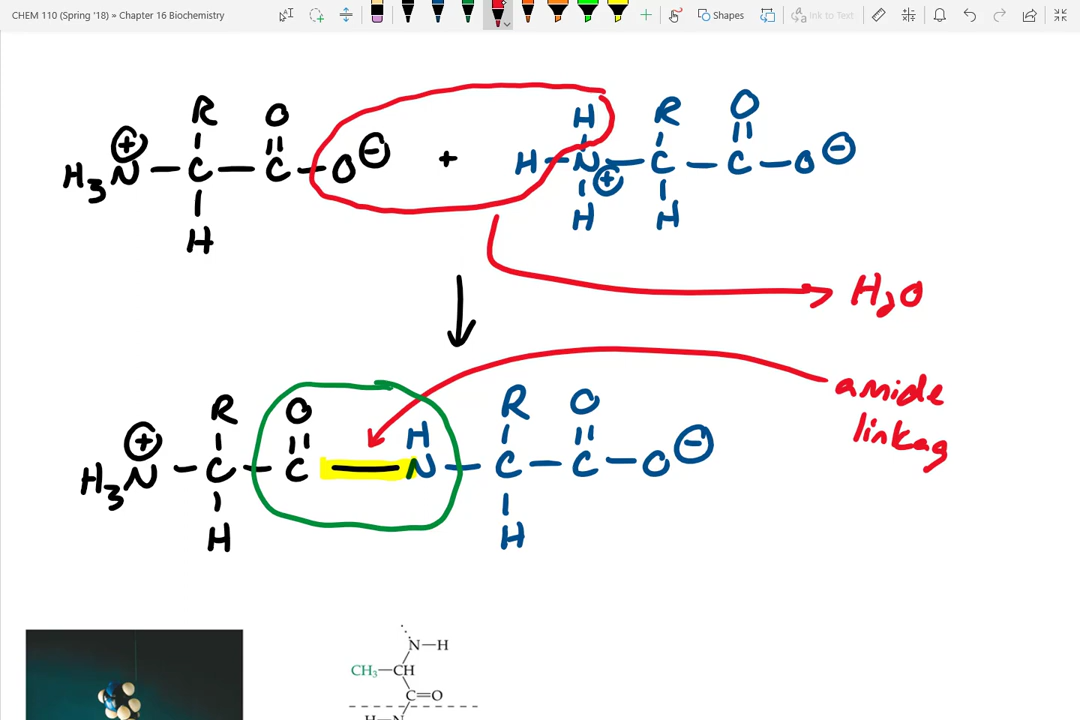 CHEM 110 (Spring '18) » Chapter 16 Biochemistry
Shapes
Ink to Text
R O H R O
H₃N⊕ — C — C — O⊖ + H — N⊕ — C — C — O⊖
H H H
H₂O
amide
linkag
R O H R O
H₃N⊕ — C — C — N — C — C — O⊖
H H
N—H
CH₃—CH
C=O
H—N